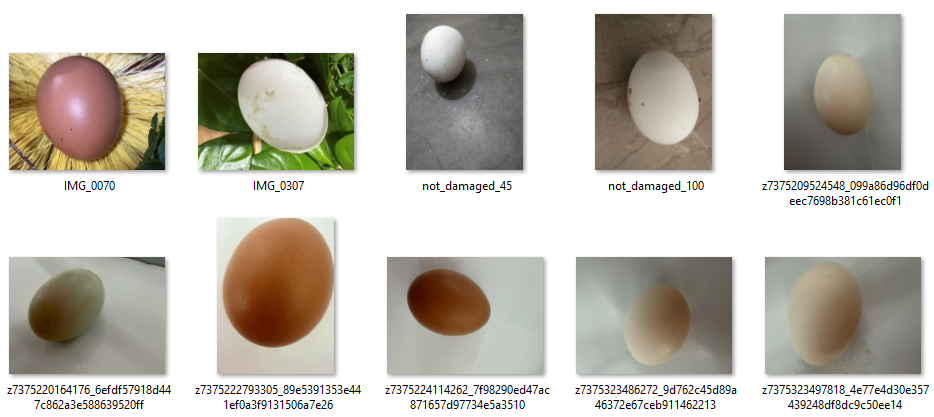 IMG_0070
IMG_0307
not_damaged_45
not_damaged_100
z7375209524548_099a86d96df0d
eec7698b381c61ec0f1
z7375220164176_6efdf57918d44
7c862a3e588639520ff
z7375222793305_89e5391353e44
1ef0a3f9131506a7e26
z7375224114262_7f98290ed47ac
871657d97734e5a3510
z7375323486272_9d762c45d89a
46372e67ceb911462213
z7375323497818_4e77e4d30e357
439248df8dc9c50ee14